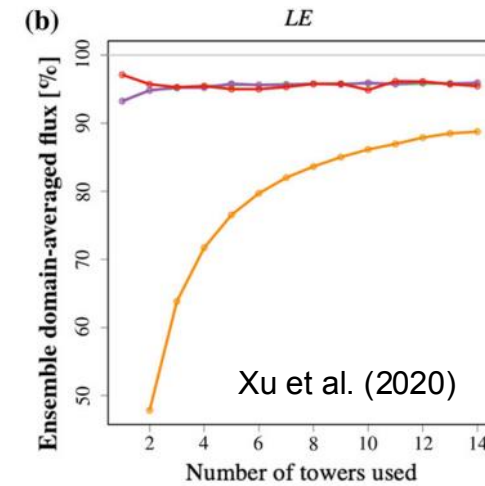 (b) LE
Ensemble domain-averaged flux [%]
100
90
80
70
60
50
Xu et al. (2020)
2 4 6 8 10 12 14
Number of towers used